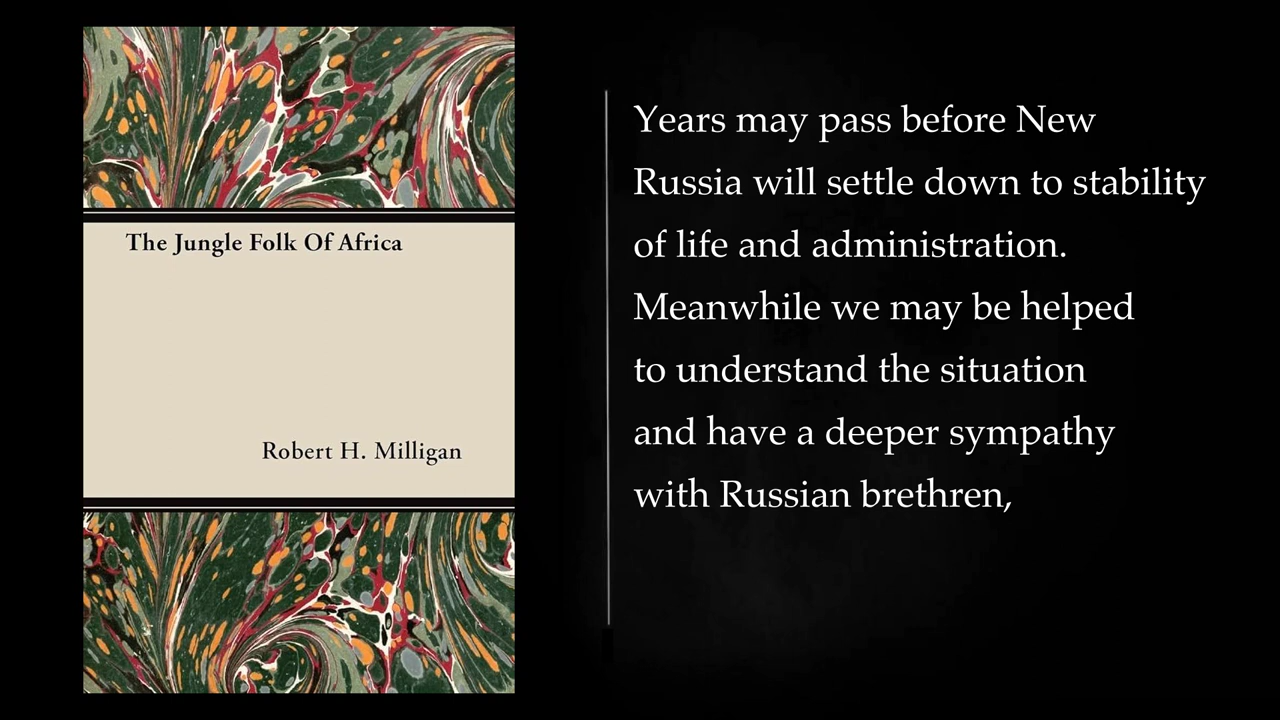 The Jungle Folk Of Africa
Robert H. Milligan
Years may pass before New
Russia will settle down to stability
of life and administration.
Meanwhile we may be helped
to understand the situation
and have a deeper sympathy
with Russian brethren,